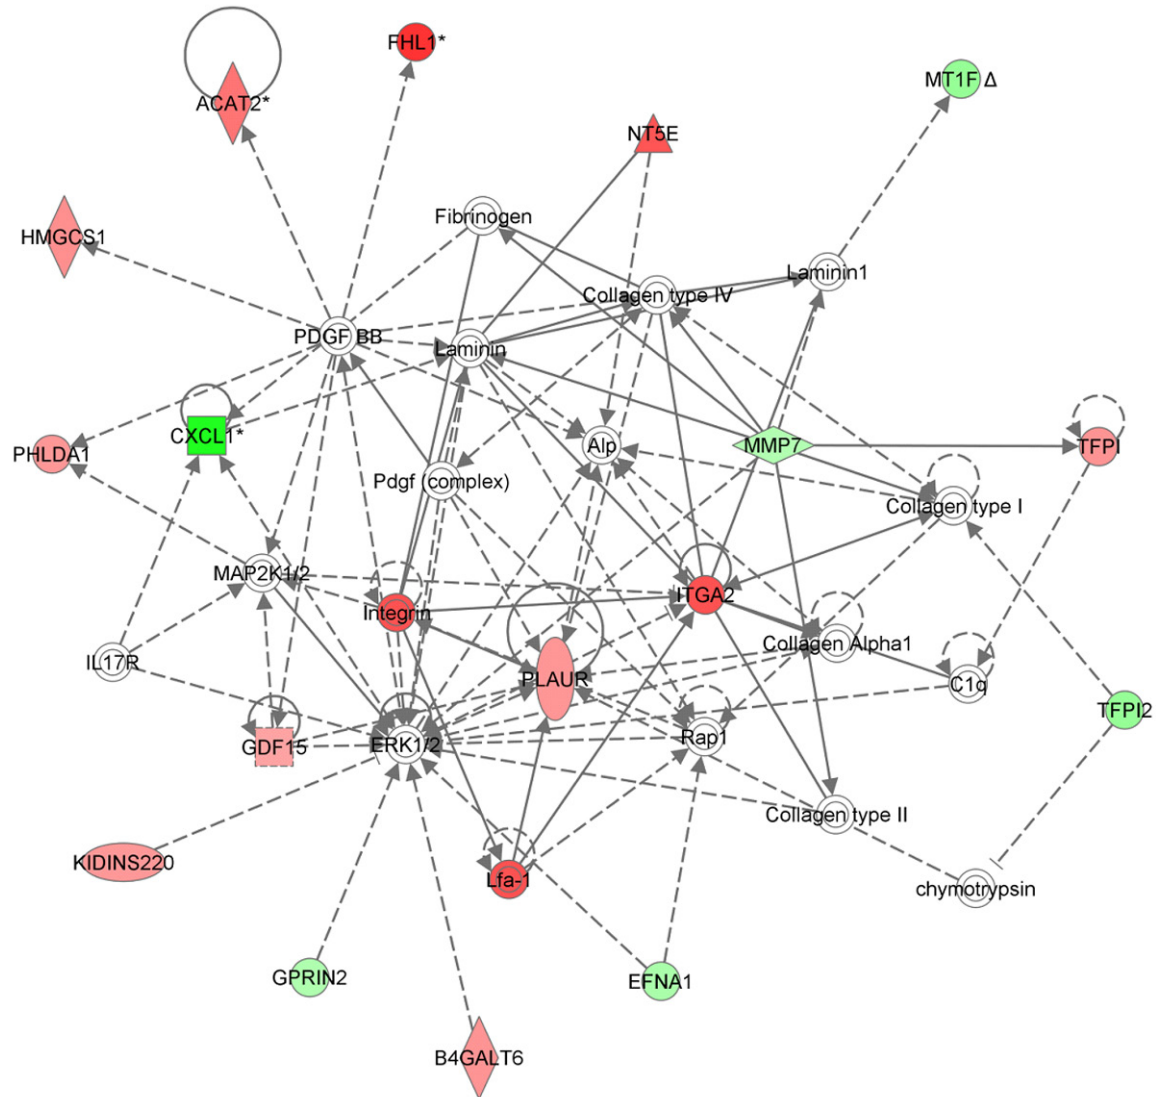 FHL1*
MT1F Δ
ACAT2*
NT5E
Fibrinogen
HMGCS1
Laminin1
Collagen type IV
PDGF BB
Laminin
CXCL1*
Alp
MMP7
TFPI
PHLDA1
Pdgf (complex)
Collagen type I
MAP2K1/2
ITGA2
Integrin
Collagen Alpha1
IL17R
PLAUR
C1q
TFPI2
Rap1
GDF15
ERK1/2
Collagen type II
KIDINS220
Lfa-1
chymotrypsin
GPRIN2
EFNA1
B4GALT6